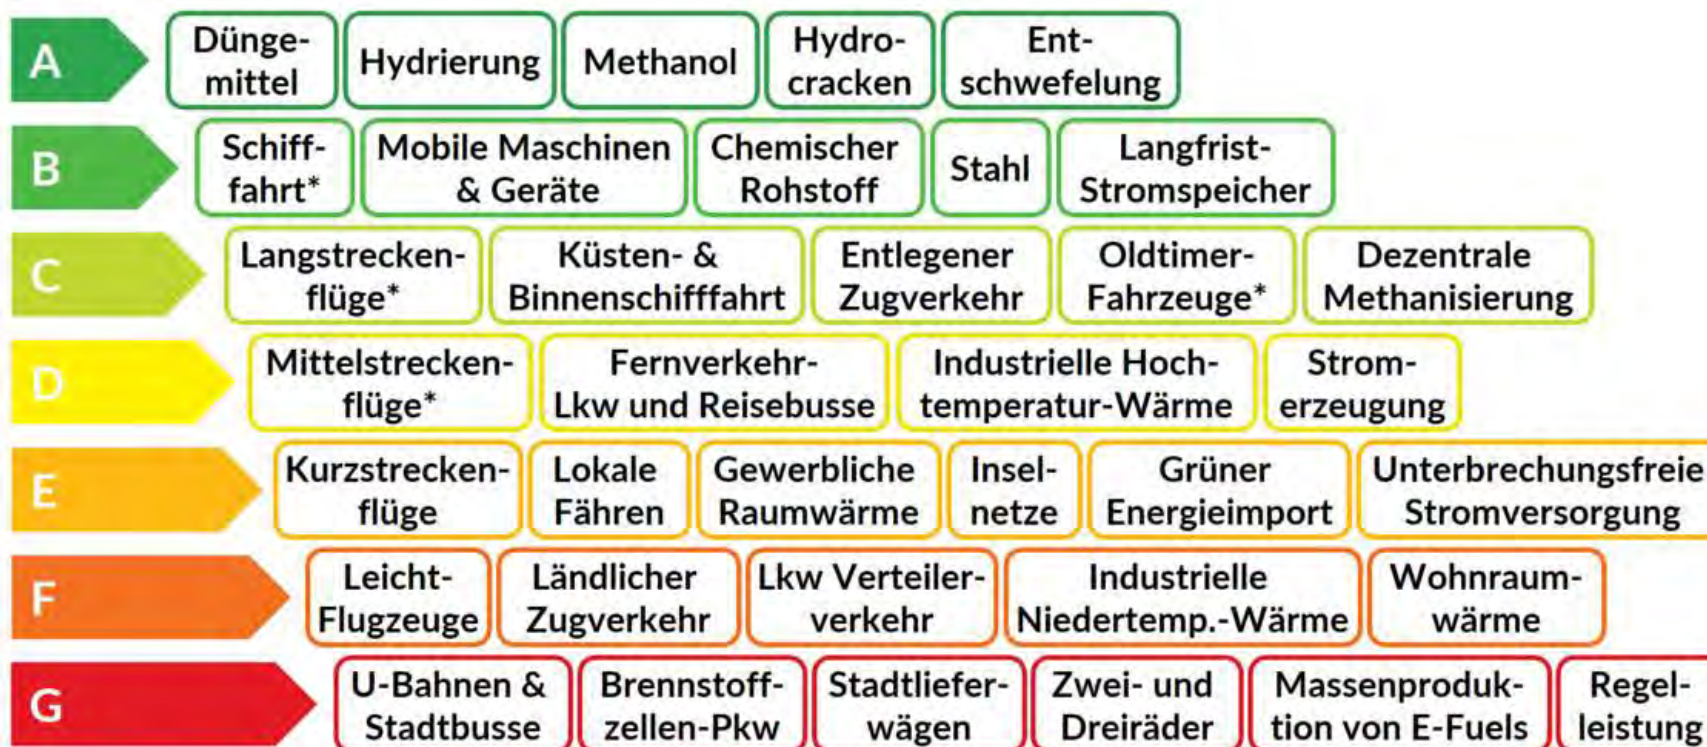 A
Dünge-
mittel
Hydrierung
Methanol
Hydro-
cracken
Ent-
schwefelung
B
Schiff-
fahrt*
Mobile Maschinen
& Geräte
Chemischer
Rohstoff
Stahl
Langfrist-
Stromspeicher
C
Langstrecken-
flüge*
Küsten- &
Binnenschifffahrt
Entlegener
Zugverkehr
Oldtimer-
Fahrzeuge*
Dezentrale
Methanisierung
D
Mittelstrecken-
flüge*
Fernverkehr-
Lkw und Reisebusse
Industrielle Hoch-
temperatur-Wärme
Strom-
erzeugung
E
Kurzstrecken-
flüge
Lokale
Fähren
Gewerbliche
Raumwärme
Insel-
netze
Grüner
Energieimport
Unterbrechungsfreie
Stromversorgung
F
Leicht-
Flugzeuge
Ländlicher
Zugverkehr
Lkw Verteiler-
verkehr
Industrielle
Niedertemp.-Wärme
Wohnraum-
wärme
G
U-Bahnen &
Stadtbusse
Brennstoff-
zellen-Pkw
Stadtliefer-
wägen
Zwei- und
Dreiräder
Massenproduk-
tion von E-Fuels
Regel-
leistung